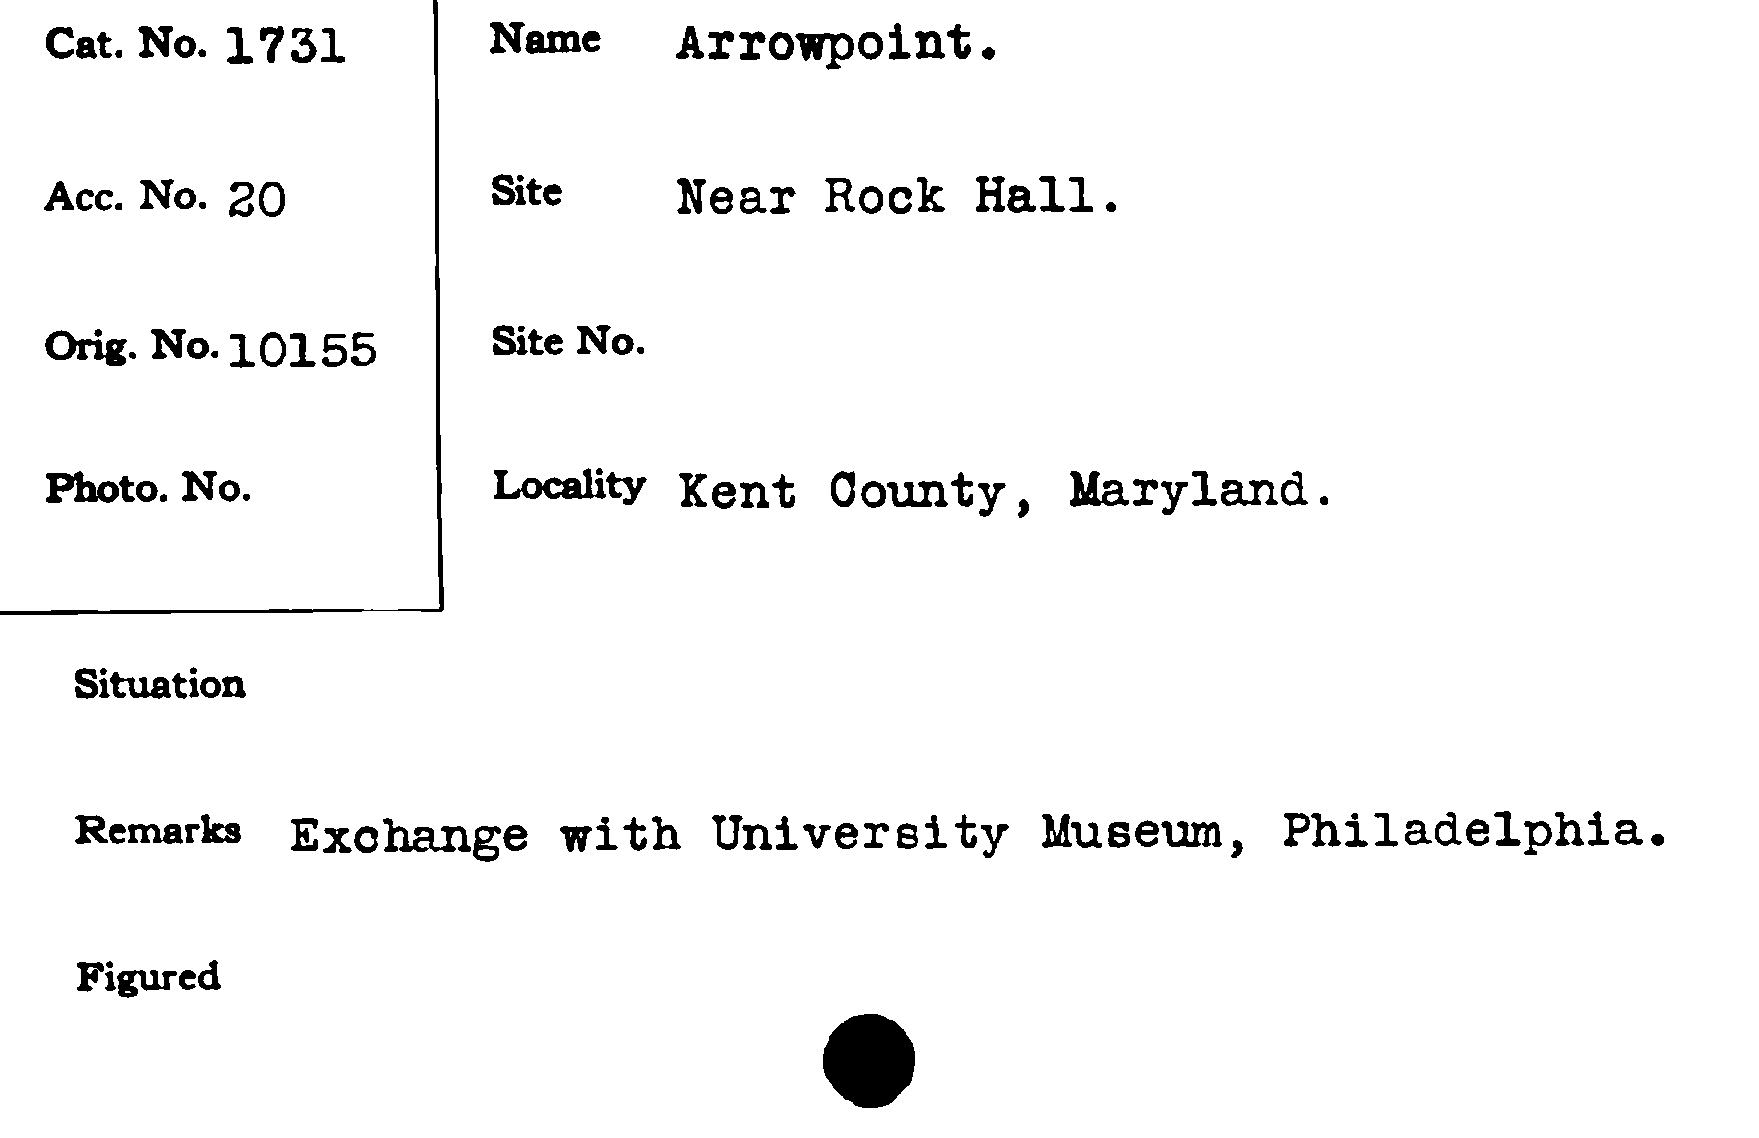 Cat. No. 1731
Acc. No. 20
Orig. No. 10155
Photo. No.
Name Arrowpoint.
Site Near Rock Hall.
Site No.
Locality Kent County, Maryland.
Situation
Remarks Exchange with University Museum, Philadelphia.
Figured